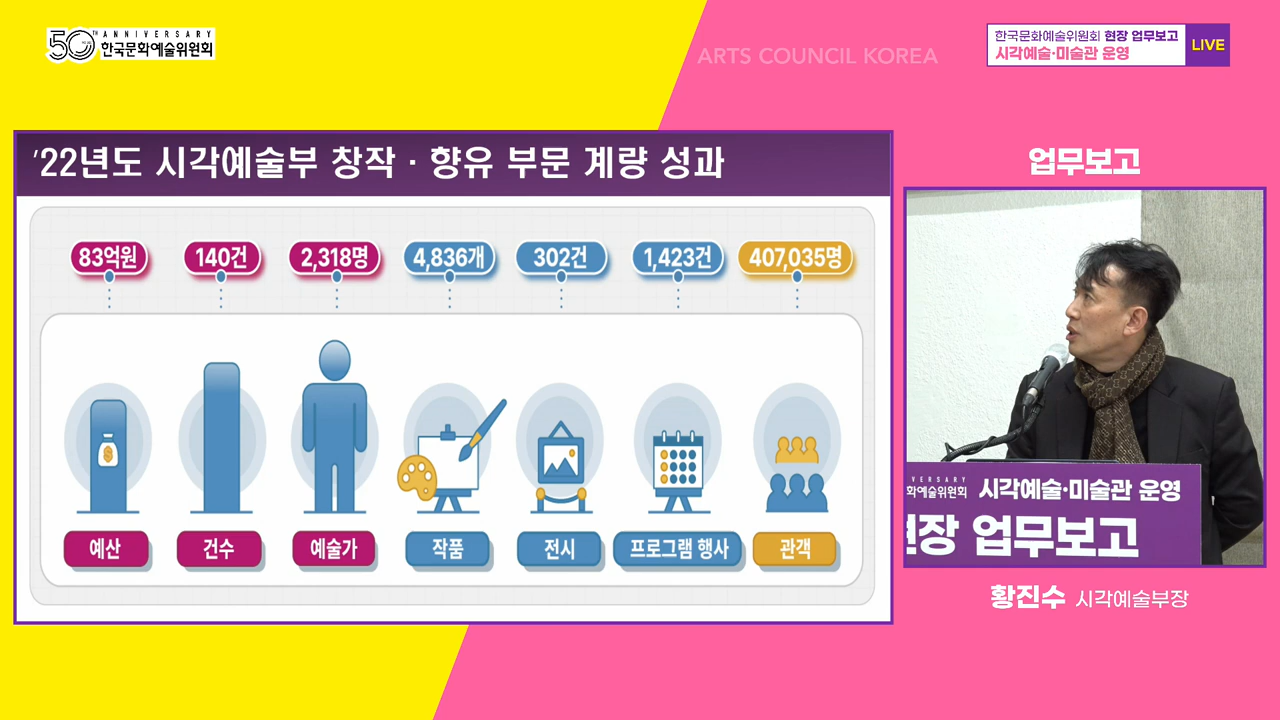 50TH ANNIVERSARY
한국문화예술위원회
ARTS COUNCIL KOREA
한국문화예술위원회 현장 업무보고
시각예술·미술관 운영
LIVE
'22년도 시각예술부 창작·향유 부문 계량 성과
83억원 140건 2,318명 4,836개 302건 1,423건 407,035명
예산 건수 예술가 작품 전시 프로그램 행사 관객
업무보고
VERSARY
화예술위원회 시각예술·미술관 운영
현장 업무보고
황진수 시각예술부장